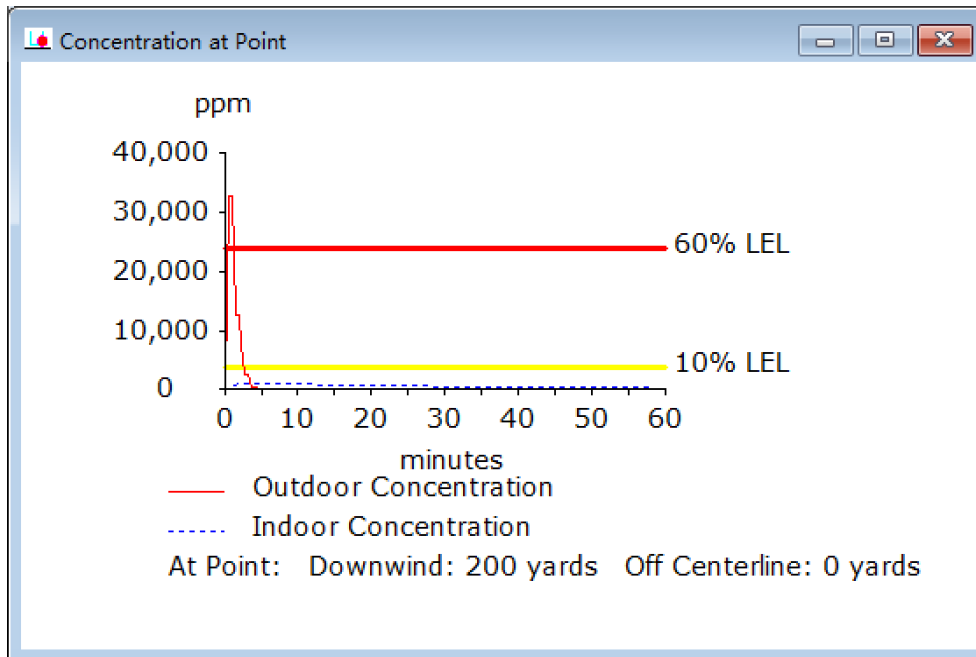 Concentration at Point
ppm
40,000
30,000
60% LEL
20,000
10,000
10% LEL
0
0 10 20 30 40 50 60
minutes
Outdoor Concentration
Indoor Concentration
At Point: Downwind: 200 yards Off Centerline: 0 yards